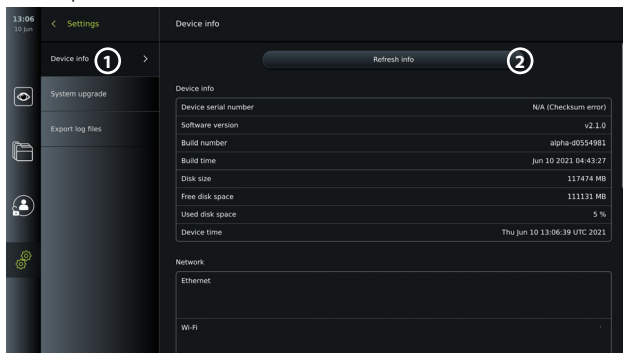 13:06
10 Jun
Settings
Device info
Device info
1
System upgrade
Export log files
Refresh info
2
Device info
Device serial number N/A (Checksum error)
Software version v2.1.0
Build number alpha-d0554981
Build time Jun 10 2021 04:43:27
Disk size 117474 MB
Free disk space 111131 MB
Used disk space 5 %
Device time Thu Jun 10 13:06:39 UTC 2021
Network
Ethernet
Wi-Fi